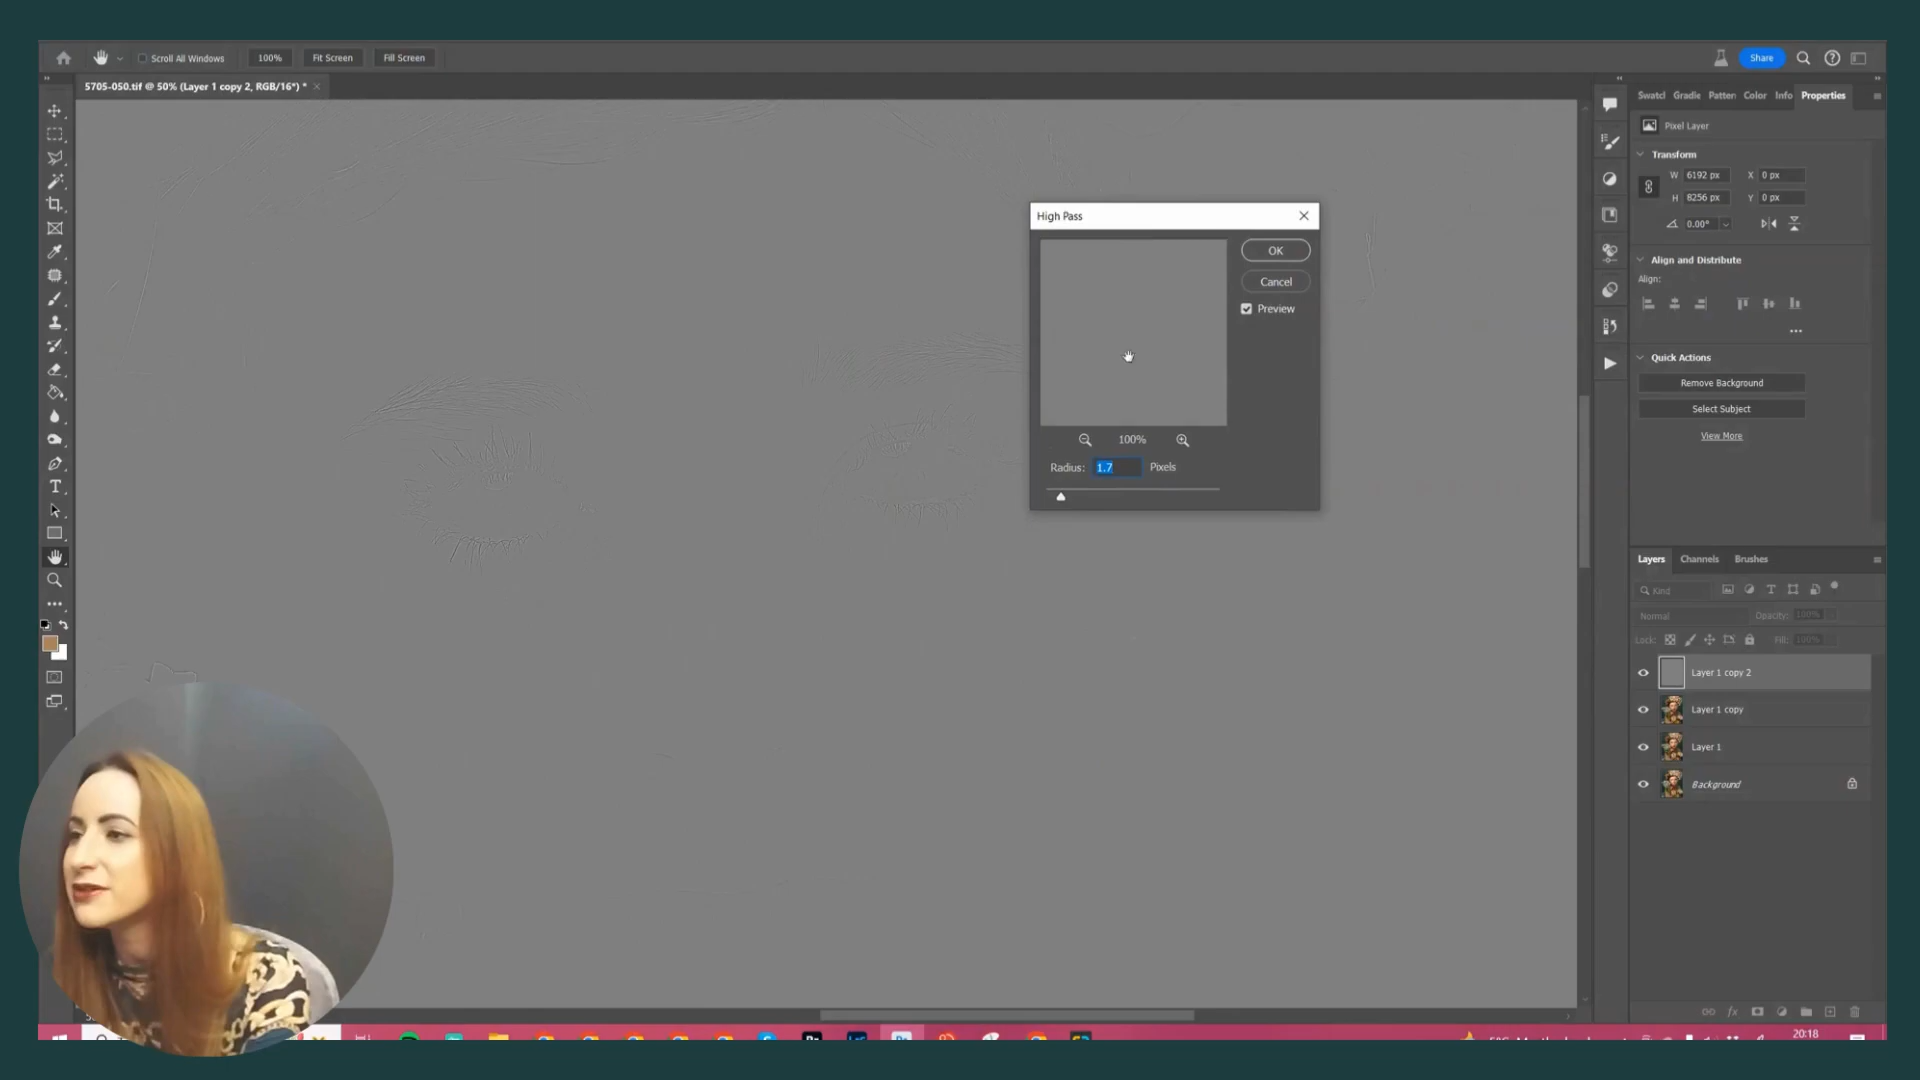 Scroll All Windows 100% Fit Screen Fill Screen Share
5705-050.tif @ 50% (Layer 1 copy 2, RGB/16*) * ×
Swatcl Gradie Patter Color Info Properties
Pixel Layer
Transform
W 6192 px X 0 px
H 8256 px Y 0 px
0.00°
Align and Distribute
Align:
Quick Actions
Remove Background
Select Subject
View More
High Pass
OK
Cancel
Preview
100%
Radius: 1.7 Pixels
Layers Channels Brushes
Kind
Normal Opacity: 100%
Lock: Fill: 100%
Layer 1 copy 2
Layer 1 copy
Layer 1
Background
20:18